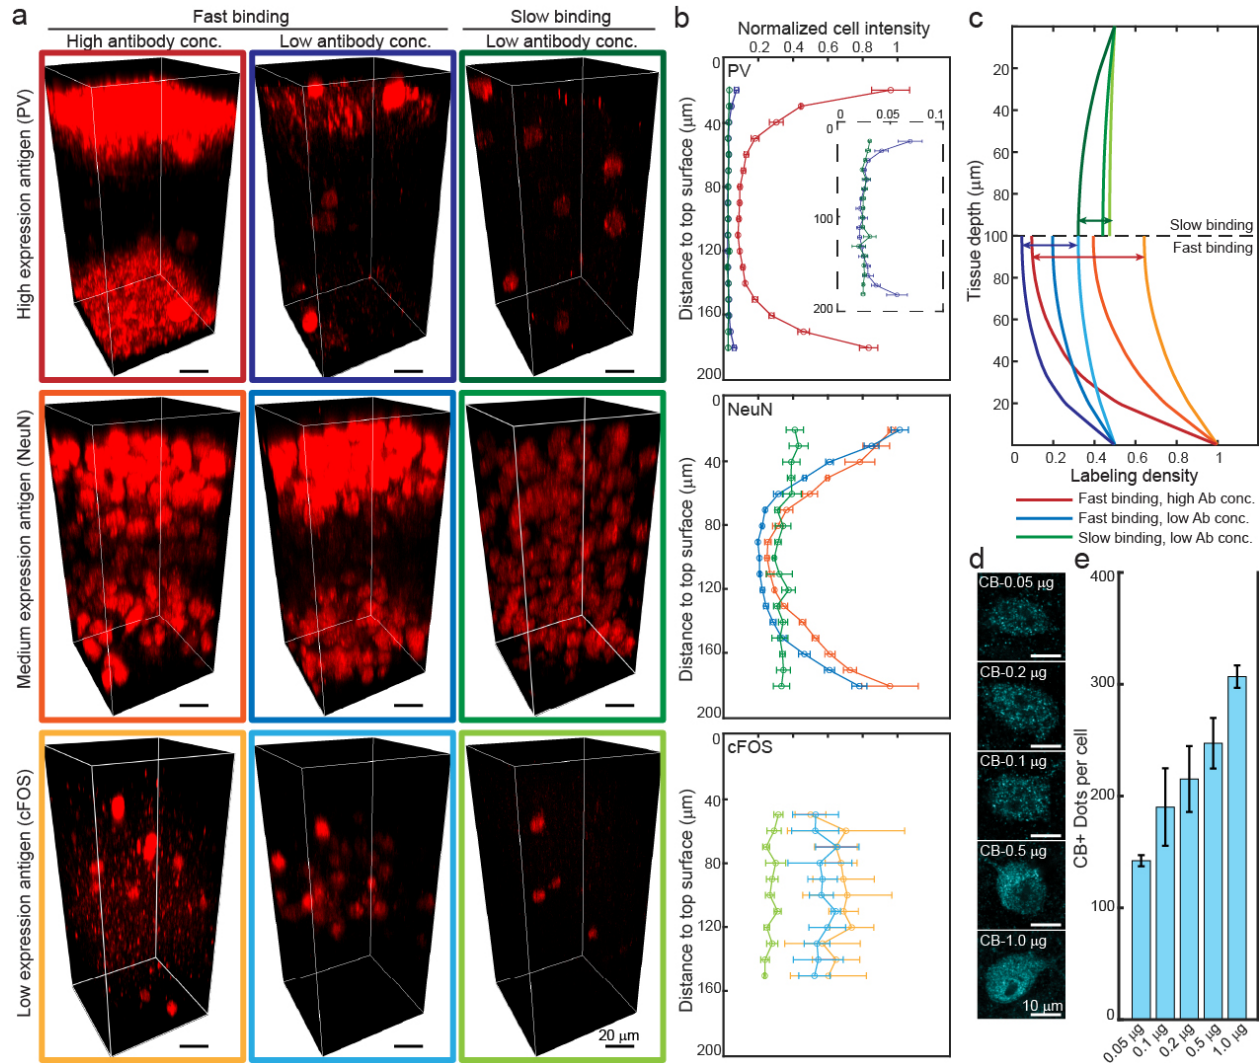 a
Fast binding
Slow binding
High antibody conc.
Low antibody conc.
Low antibody conc.
High expression antigen (PV)
Medium expression antigen (NeuN)
Low expression antigen (cFOS)
20 µm
b
Normalized cell intensity
0.2 0.4 0.6 0.8 1
PV
0
40
80
120
160
200
Distance to top surface (µm)
0 0.05 0.1
0
100
200
NeuN
0
40
80
120
160
200
Distance to top surface (µm)
cFOS
0
40
80
120
160
200
Distance to top surface (µm)
c
20
40
60
80
100
80
60
40
20
Tissue depth (µm)
Slow binding
Fast binding
0 0.2 0.4 0.6 0.8 1
Labeling density
Fast binding, high Ab conc.
Fast binding, low Ab conc.
Slow binding, low Ab conc.
d
CB-0.05 µg
CB-0.2 µg
CB-0.1 µg
CB-0.5 µg
CB-1.0 µg
10 µm
e
400
300
200
100
0
CB+ Dots per cell
0.05 µg
0.1 µg
0.2 µg
0.5 µg
1.0 µg